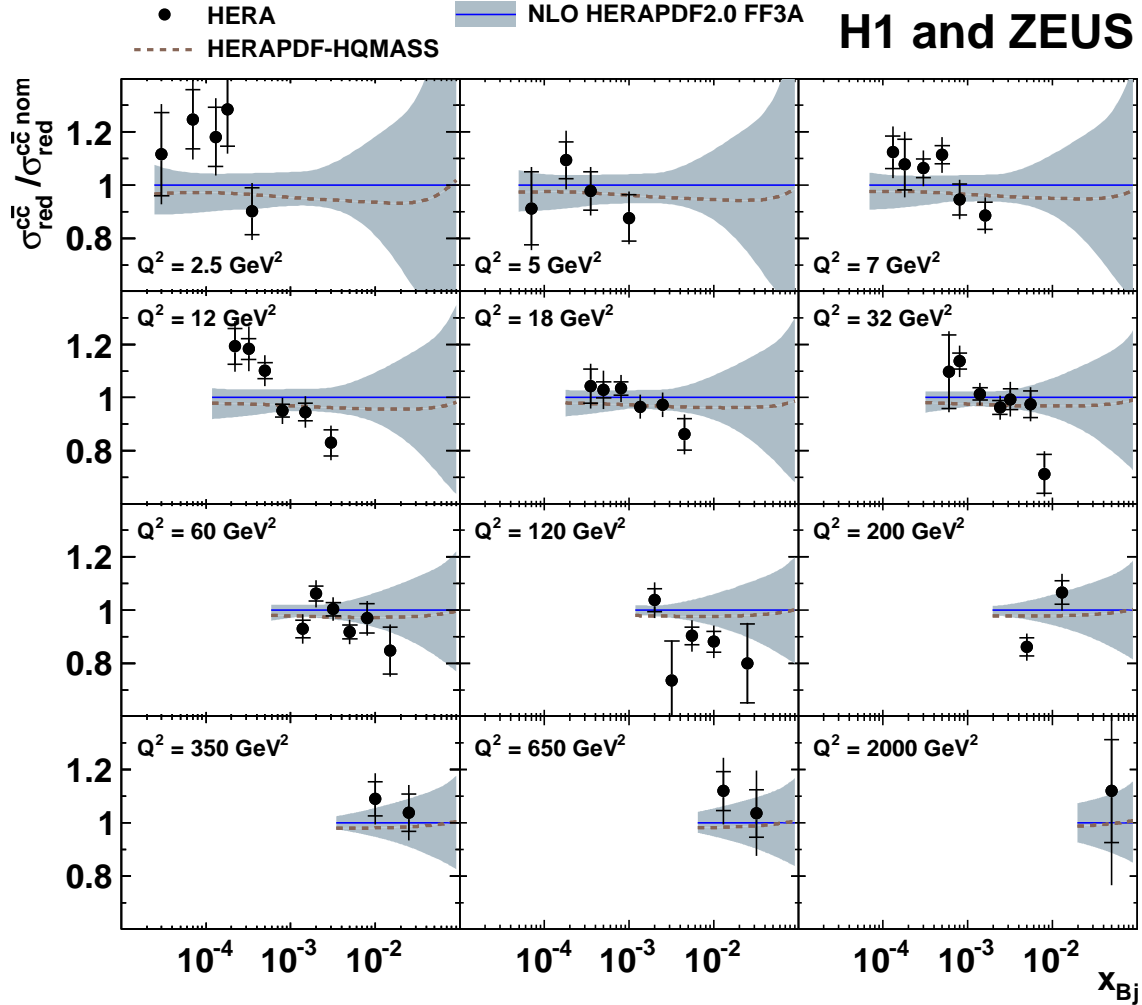 HERA
NLO HERAPDF2.0 FF3A
H1 and ZEUS
HERAPDF-HQMASS
σ_red^{cc̄} / σ_red^{cc̄ nom}
1.2
1
0.8
Q² = 2.5 GeV²
Q² = 5 GeV²
Q² = 7 GeV²
1.2
1
0.8
Q² = 12 GeV²
Q² = 18 GeV²
Q² = 32 GeV²
1.2
1
0.8
Q² = 60 GeV²
Q² = 120 GeV²
Q² = 200 GeV²
1.2
1
0.8
Q² = 350 GeV²
Q² = 650 GeV²
Q² = 2000 GeV²
10⁻⁴ 10⁻³ 10⁻² 10⁻⁴ 10⁻³ 10⁻² 10⁻⁴ 10⁻³ 10⁻²
x_Bj